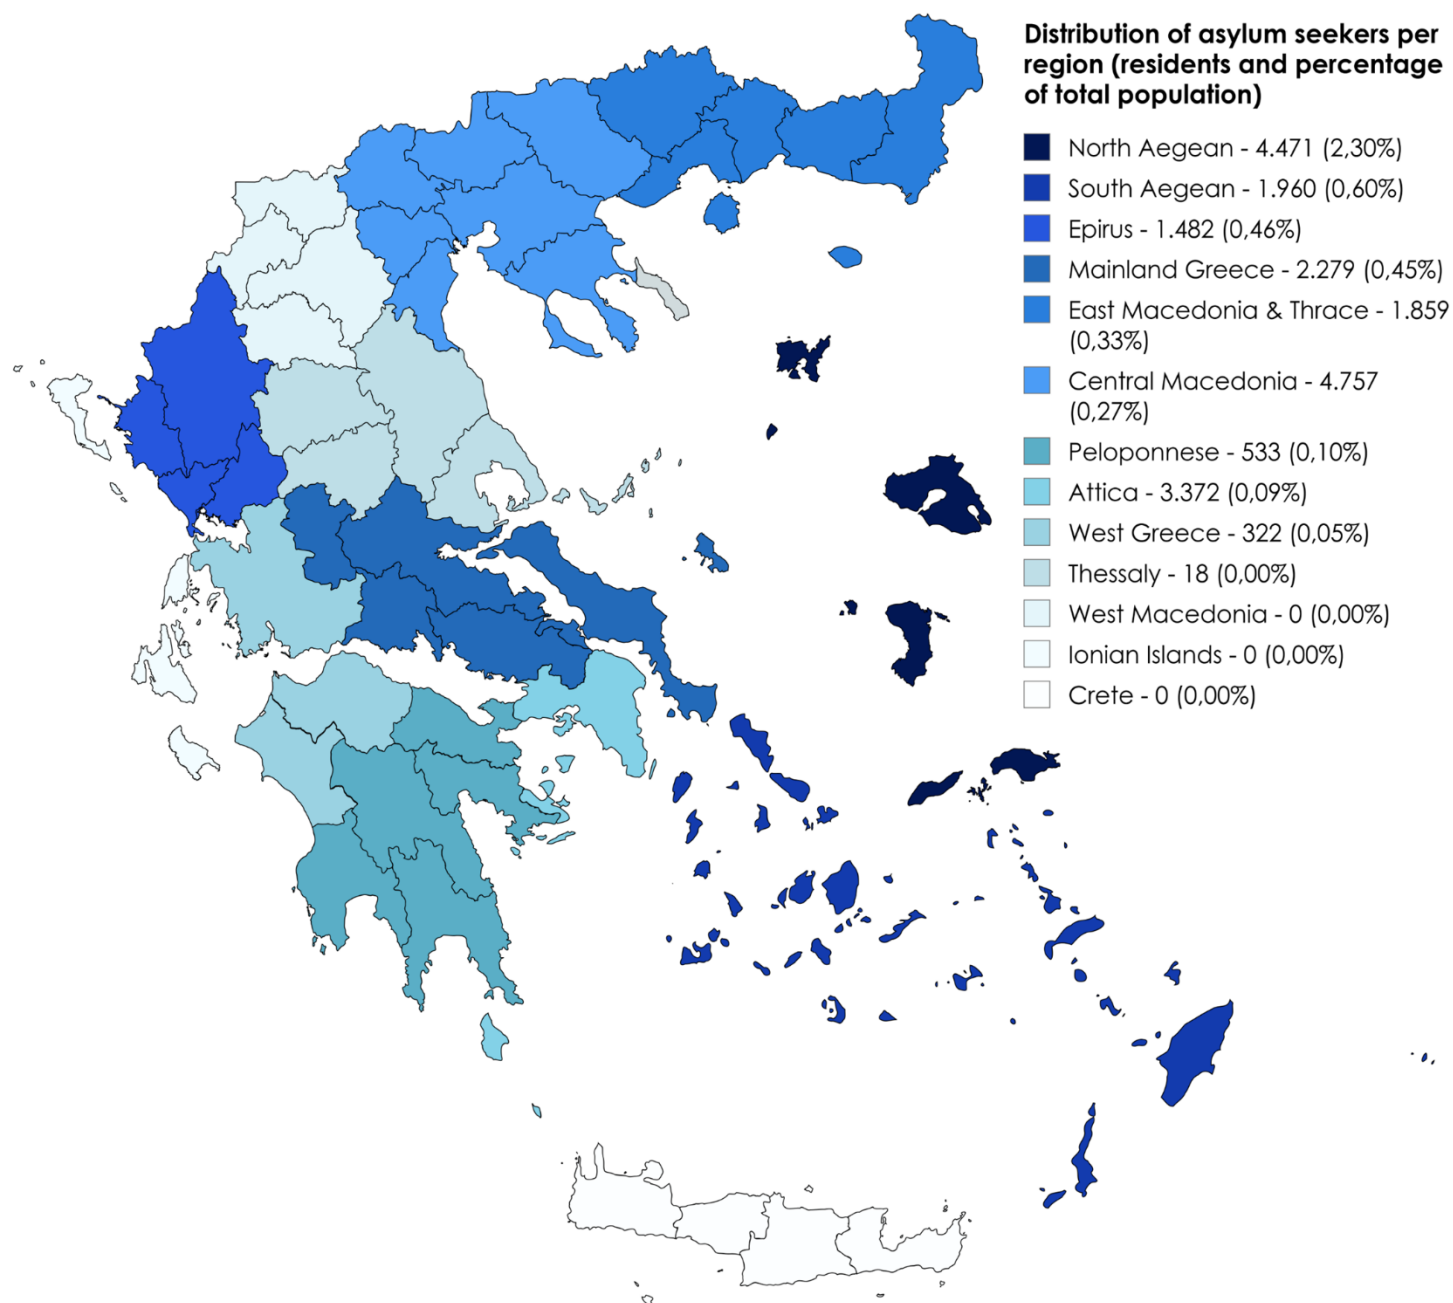 Distribution of asylum seekers per
region (residents and percentage
of total population)
North Aegean - 4.471 (2,30%)
South Aegean - 1.960 (0,60%)
Epirus - 1.482 (0,46%)
Mainland Greece - 2.279 (0,45%)
East Macedonia & Thrace - 1.859
(0,33%)
Central Macedonia - 4.757
(0,27%)
Peloponnese - 533 (0,10%)
Attica - 3.372 (0,09%)
West Greece - 322 (0,05%)
Thessaly - 18 (0,00%)
West Macedonia - 0 (0,00%)
Ionian Islands - 0 (0,00%)
Crete - 0 (0,00%)